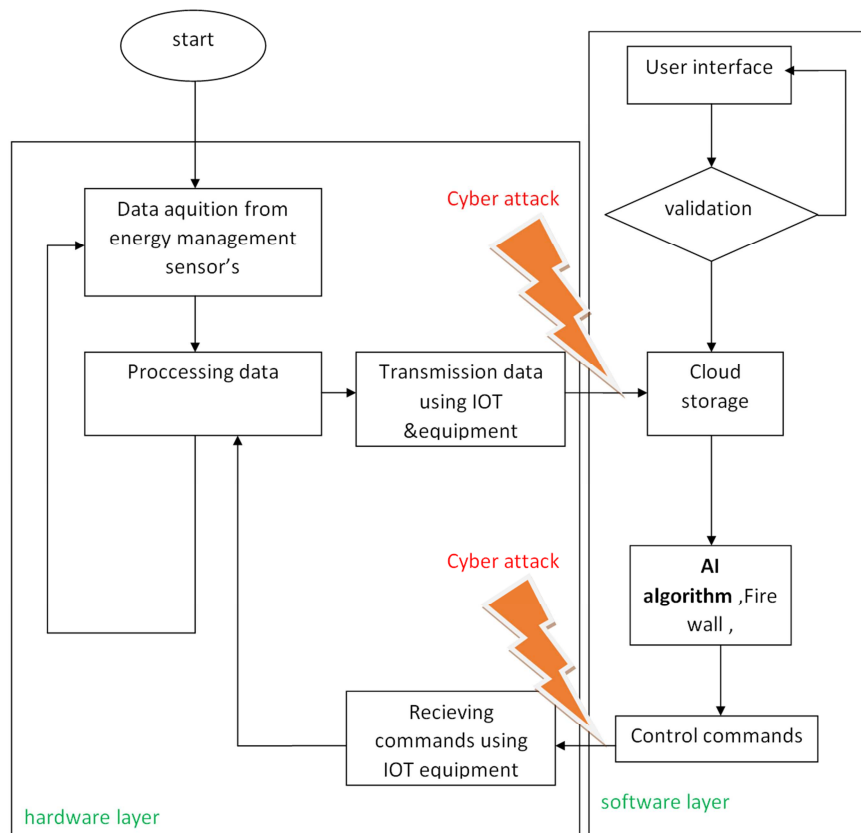 start
User interface
validation
Cyber attack
Data aquition from
energy management
sensor's
Proccessing data
Transmission data
using IOT
&equipment
Cloud
storage
Cyber attack
AI
algorithm ,Fire
wall ,
Recieving
commands using
IOT equipment
Control commands
hardware layer
software layer